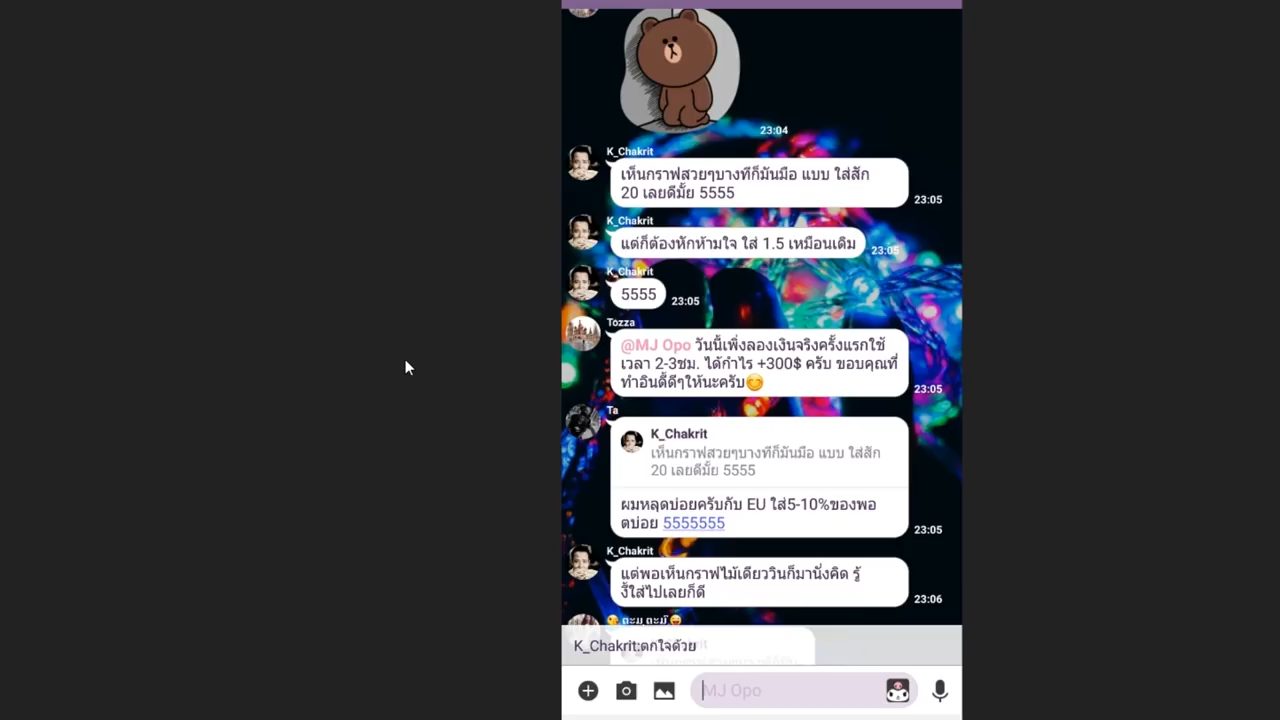 23:04
K_Chakrit
เห็นกราฟสวยๆบางทีก็มันมือ แบบ ใส่สัก
20 เลยดีมั้ย 5555
23:05
K_Chakrit
แต่ก็ต้องหักห้ามใจ ใส่ 1.5 เหมือนเดิม
23:05
K_Chakrit
5555
23:05
Tozza
@MJ Opo วันนี้เพิ่งลองเงินจริงครั้งแรกใช้
เวลา 2-3ชม. ได้กำไร +300$ ครับ ขอบคุณที่
ทำอินดี้ดีๆให้นะครับ😊
23:05
Ta
K_Chakrit
เห็นกราฟสวยๆบางทีก็มันมือ แบบ ใส่สัก
20 เลยดีมั้ย 5555
ผมหลุดบ่อยครับกับ EU ใส่5-10%ของพอ
ตบ่อย 5555555
23:05
K_Chakrit
แต่พอเห็นกราฟไม้เดียววินก็มานั่งคิด รู้
งี้ใส่ไปเลยก็ดี
23:06
K_Chakrit:ตกใจด้วย
MJ Opo